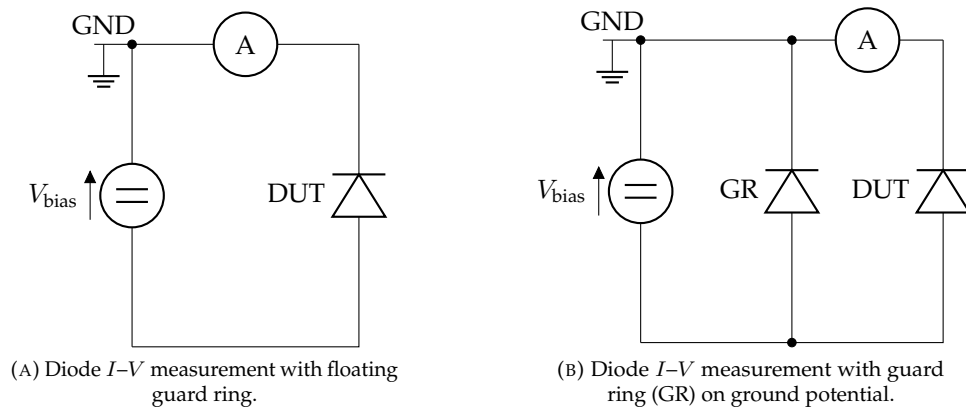 GND
A
V_bias
DUT
(A) Diode I–V measurement with floating
guard ring.
GND
A
V_bias
GR
DUT
(B) Diode I–V measurement with guard
ring (GR) on ground potential.